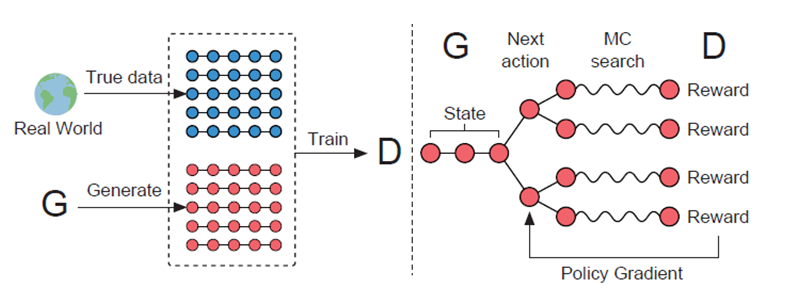 True data
Real World
G
Generate
Train
D
G
Next
action
MC
search
D
State
Reward
Reward
Reward
Reward
Policy Gradient